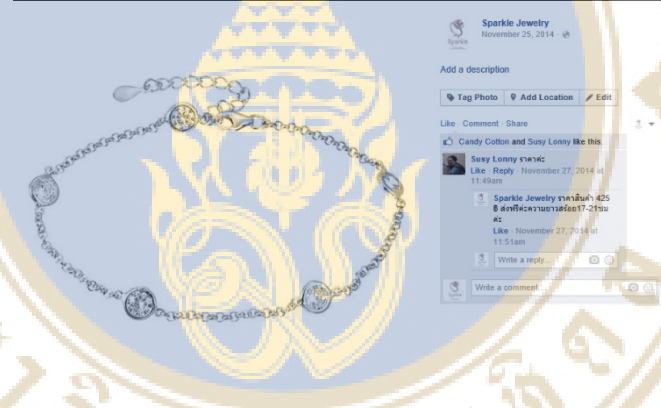 Sparkle Jewelry
November 25, 2014
Sparkle
Add a description
Tag Photo Add Location Edit
Like · Comment · Share
Candy Cotton and Susy Lonny like this.
Susy Lonny ราคาค่ะ
Like · Reply · November 27, 2014 at
11:49am
Sparkle Jewelry ราคาสินค้า 425
฿ ส่งฟรีค่ะความยาวสร้อย17-21ซม
ค่ะ
Like · November 27, 2014 at
11:51am
Write a reply...
Write a comment...